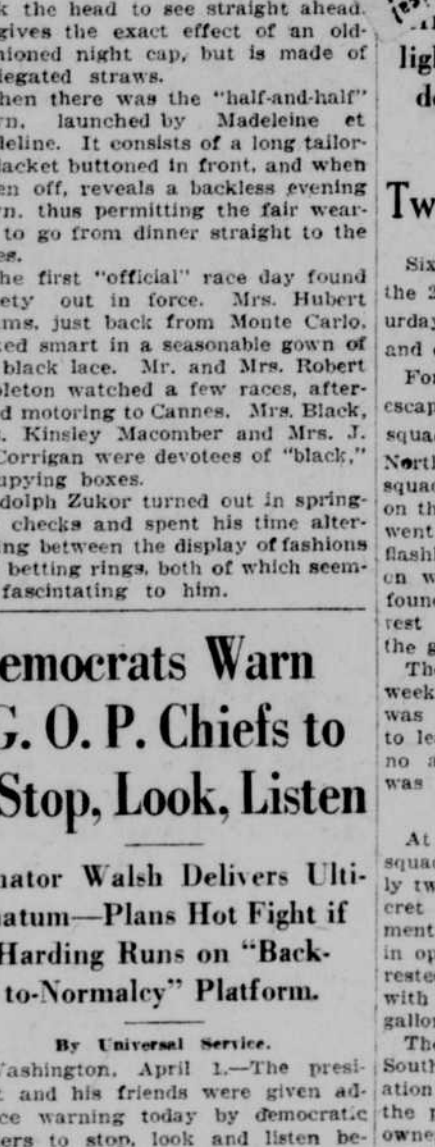 k the head to see straight ahead.
gives the exact effect of an old-
hioned night cap, but is made of
iegated straws.
hen there was the "half-and-half"
rn, launched by Madeleine et
leline. It consists of a long tailor-
jacket buttoned in front, and when
en off, reveals a backless evening
n. thus permitting the fair wear-
to go from dinner straight to the
es.
he first "official" race day found
iety out in force. Mrs. Hubert
ms, just back from Monte Carlo.
ked smart in a seasonable gown of
black lace. Mr. and Mrs. Robert
pleton watched a few races, after-
d motoring to Cannes. Mrs. Black,
. Kinsley Macomber and Mrs. J.
Corrigan were devotees of "black,"
upying boxes.
dolph Zukor turned out in spring-
checks and spent his time alter-
ing between the display of fashions
betting rings, both of which seem-
fascintating to him.
emocrats Warn
G. O. P. Chiefs to
Stop, Look, Listen
nator Walsh Delivers Ulti-
matum—Plans Hot Fight if
Harding Runs on "Back-
to-Normalcy" Platform.
By Universal Service.
Washington, April 1.—The presi-
t and his friends were given ad-
ce warning today by democratic
ers to stop, look and listen be-
ligh
de
Tw
Six
the 2
urday
and
For
escap
squa
North
squad
on th
went
flashl
on w
found
rest
the g
The
week
was
to le
no a
was
At
squad
ly tw
cret
ment
in op
reste
with
gallo
The
South
ation
the r
owne